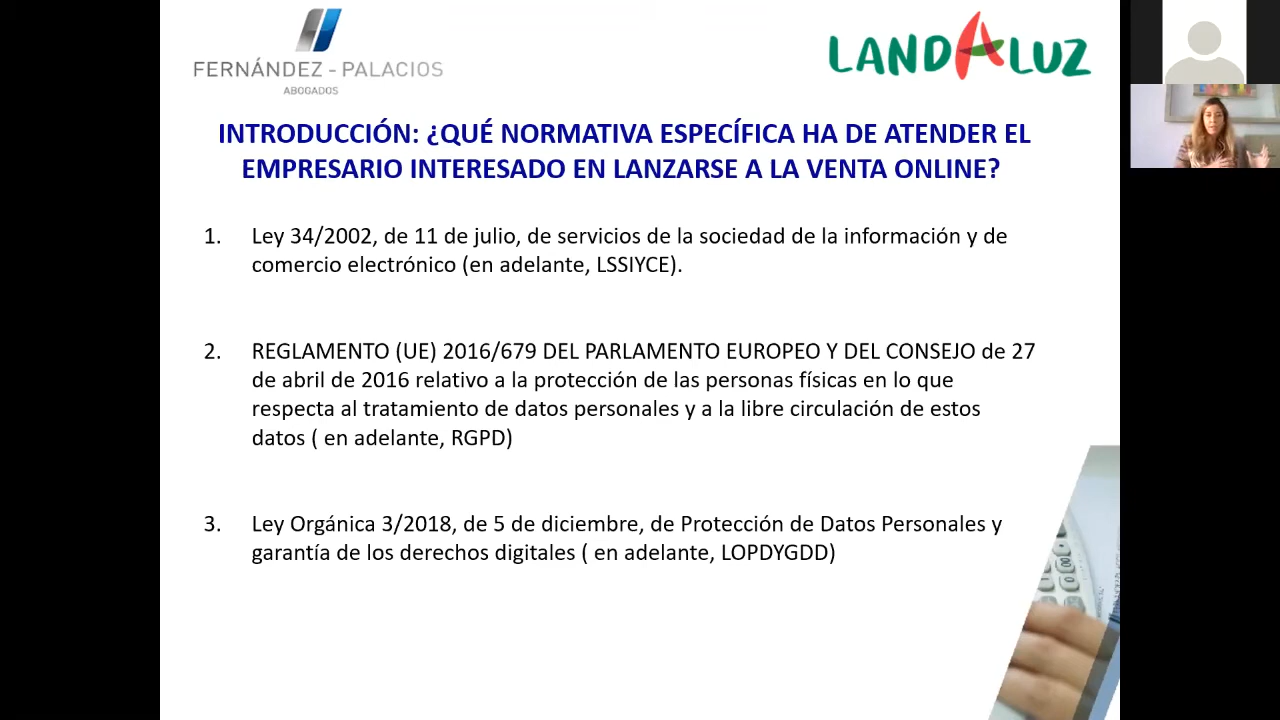 FERNÁNDEZ - PALACIOS
ABOGADOS
LANDALUZ
INTRODUCCIÓN: ¿QUÉ NORMATIVA ESPECÍFICA HA DE ATENDER EL
EMPRESARIO INTERESADO EN LANZARSE A LA VENTA ONLINE?
1. Ley 34/2002, de 11 de julio, de servicios de la sociedad de la información y de
comercio electrónico (en adelante, LSSIYCE).
2. REGLAMENTO (UE) 2016/679 DEL PARLAMENTO EUROPEO Y DEL CONSEJO de 27
de abril de 2016 relativo a la protección de las personas físicas en lo que
respecta al tratamiento de datos personales y a la libre circulación de estos
datos ( en adelante, RGPD)
3. Ley Orgánica 3/2018, de 5 de diciembre, de Protección de Datos Personales y
garantía de los derechos digitales ( en adelante, LOPDYGDD)